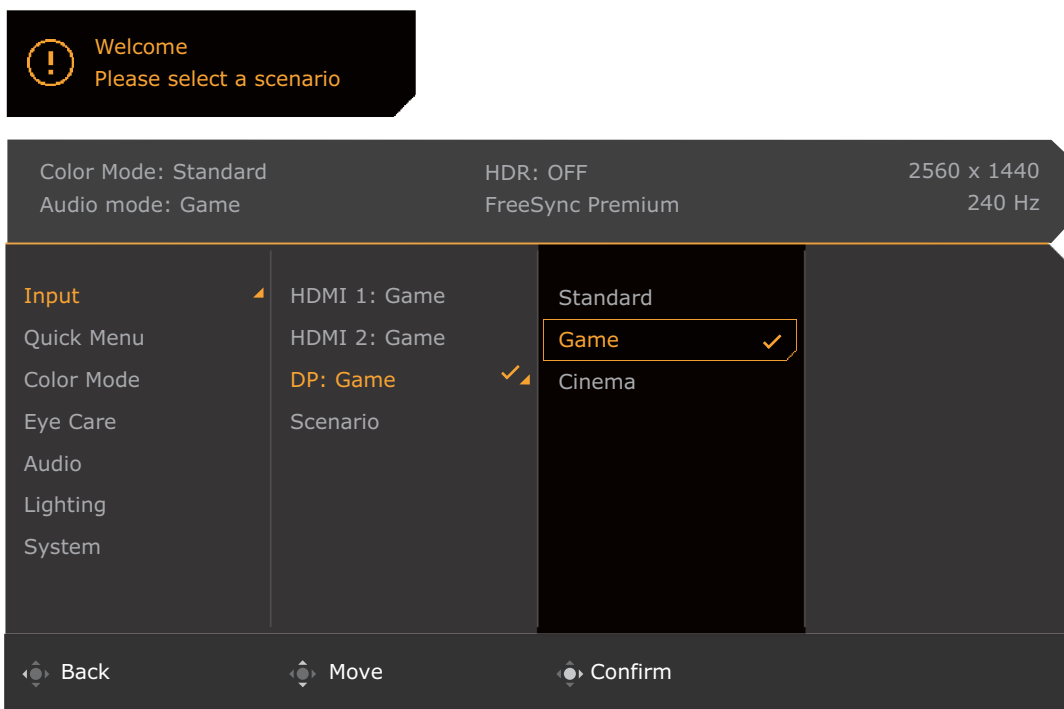 Welcome
Please select a scenario
Color Mode: Standard
HDR: OFF
2560 x 1440
Audio mode: Game
FreeSync Premium
240 Hz
Input
Quick Menu
Color Mode
Eye Care
Audio
Lighting
System
HDMI 1: Game
HDMI 2: Game
DP: Game
Scenario
Standard
Game
Cinema
Back
Move
Confirm